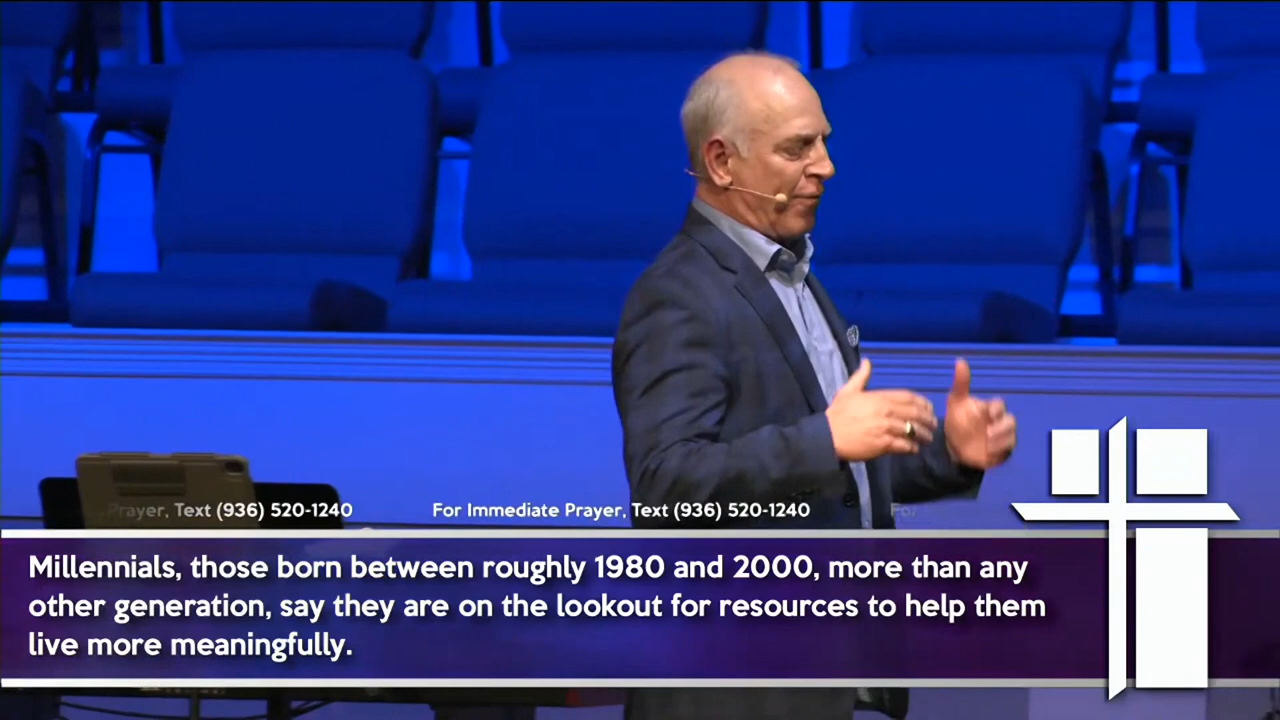 Prayer, Text (936) 520-1240 For Immediate Prayer, Text (936) 520-1240 For
Millennials, those born between roughly 1980 and 2000, more than any
other generation, say they are on the lookout for resources to help them
live more meaningfully.